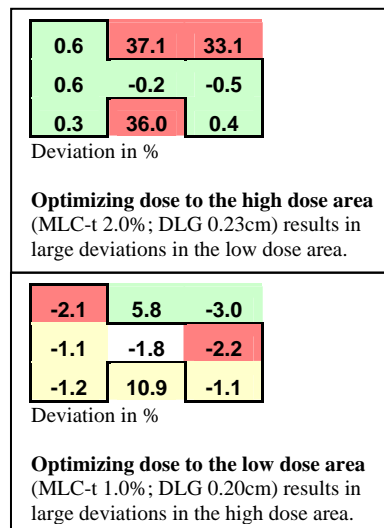 0.6 37.1 33.1
0.6 -0.2 -0.5
0.3 36.0 0.4
Deviation in %
Optimizing dose to the high dose area
(MLC-t 2.0%; DLG 0.23cm) results in
large deviations in the low dose area.
-2.1 5.8 -3.0
-1.1 -1.8 -2.2
-1.2 10.9 -1.1
Deviation in %
Optimizing dose to the low dose area
(MLC-t 1.0%; DLG 0.20cm) results in
large deviations in the high dose area.